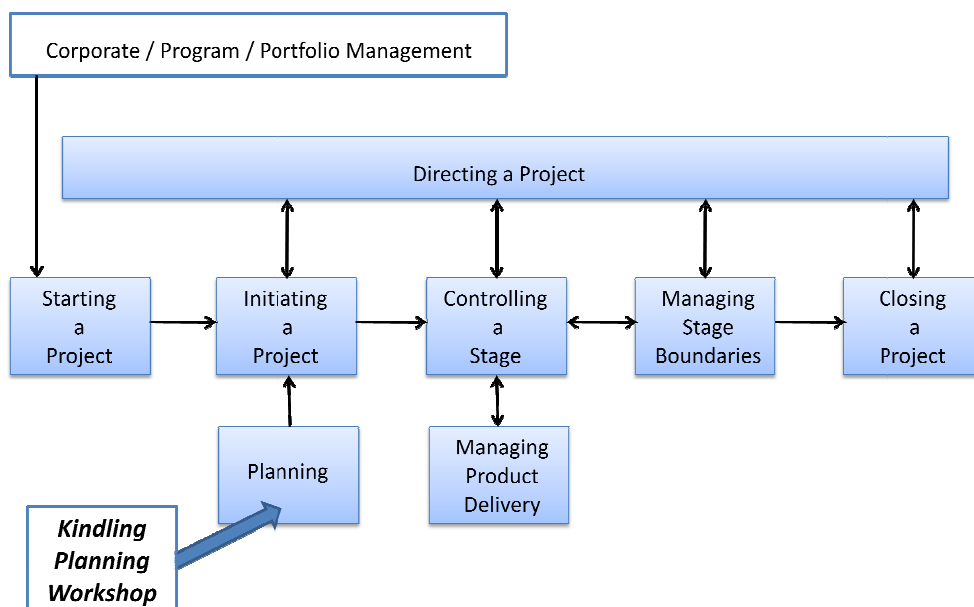 Corporate / Program / Portfolio Management
Directing a Project
Starting
a
Project
Initiating
a
Project
Controlling
a
Stage
Managing
Stage
Boundaries
Closing
a
Project
Planning
Managing
Product
Delivery
Kindling
Planning
Workshop